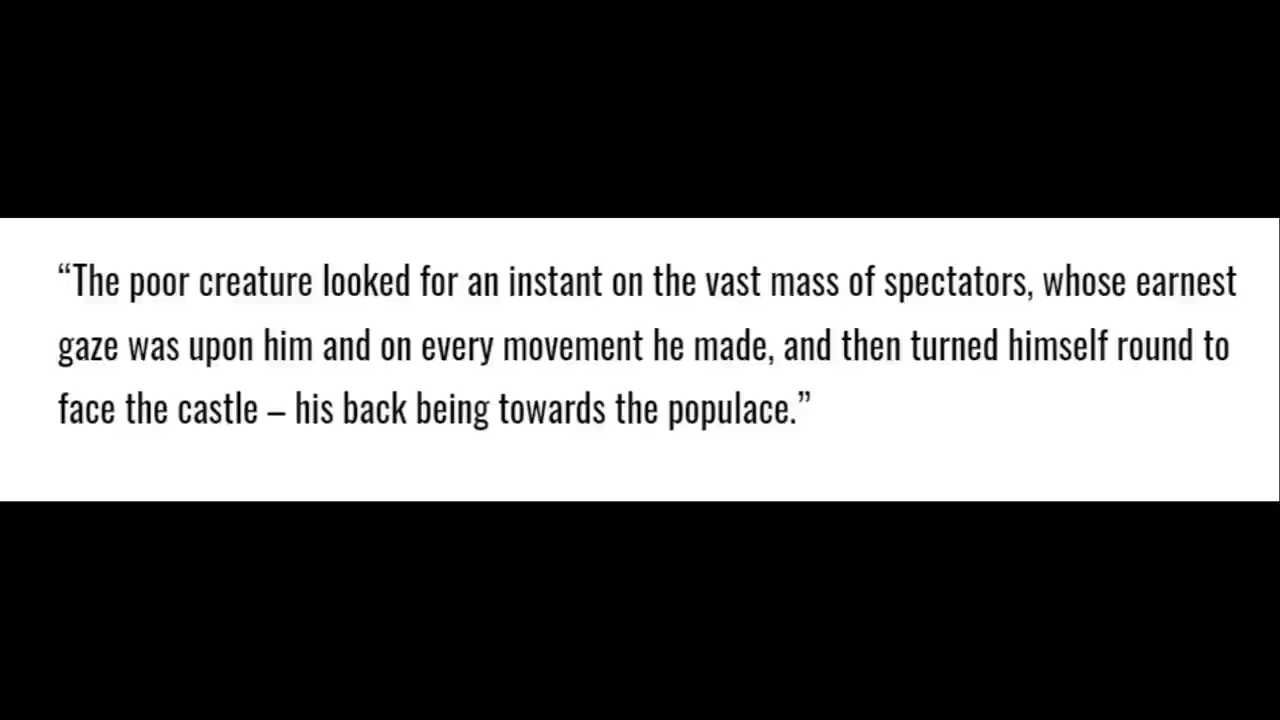 “The poor creature looked for an instant on the vast mass of spectators, whose earnest
gaze was upon him and on every movement he made, and then turned himself round to
face the castle – his back being towards the populace.”